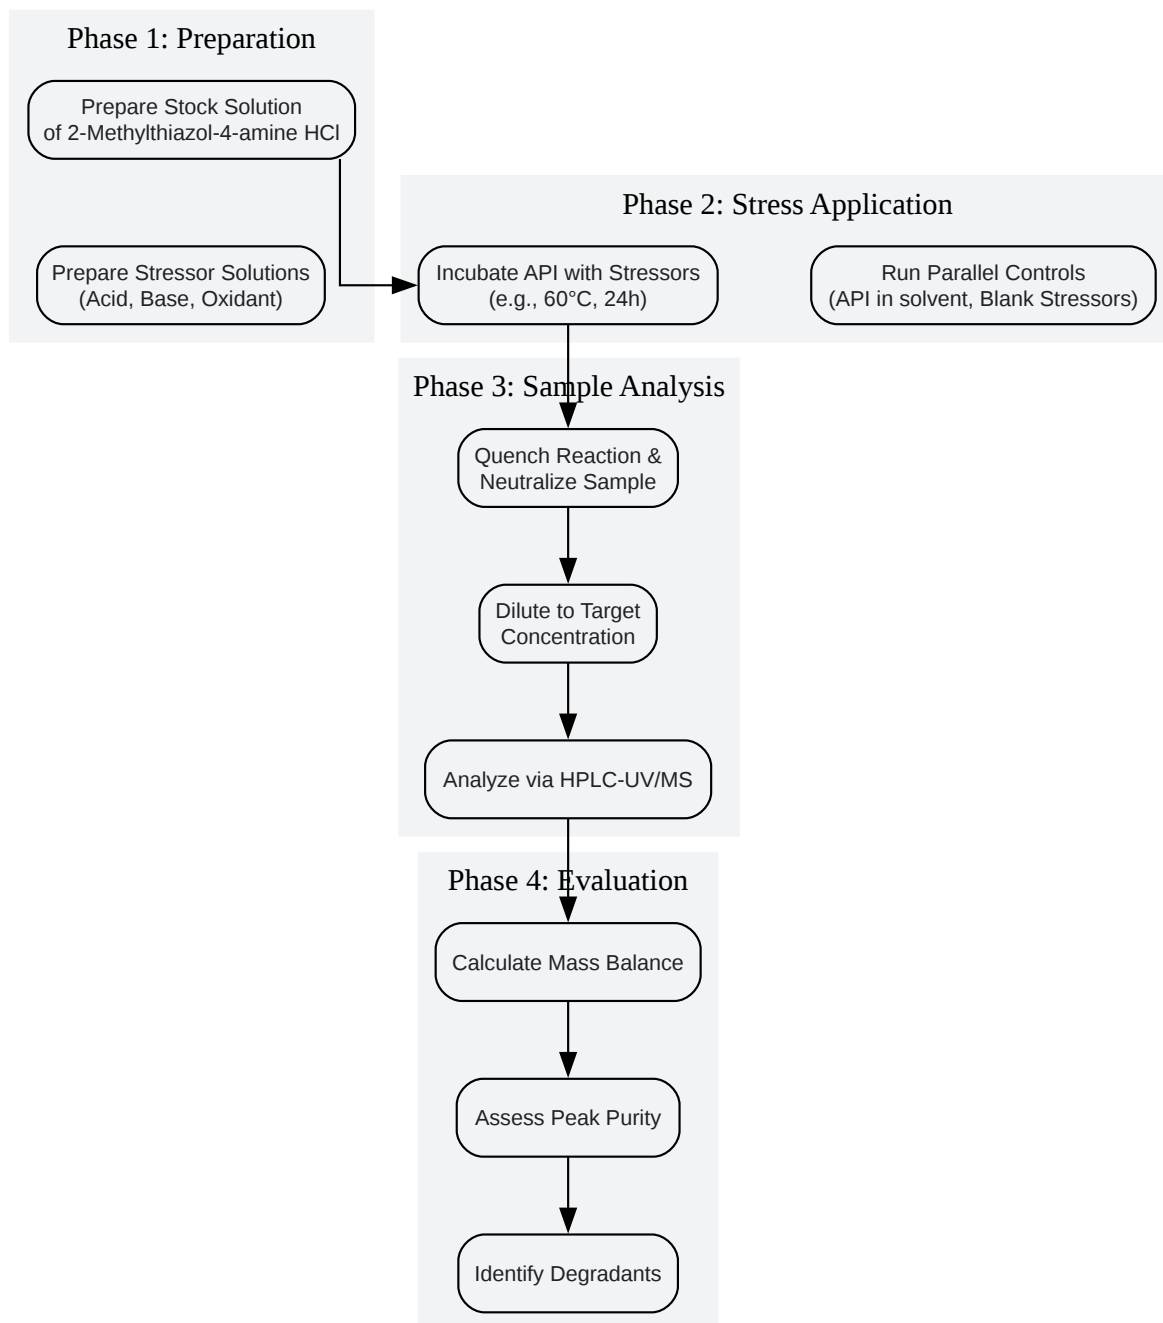 Phase 1: Preparation
Prepare Stock Solution
of 2-Methylthiazol-4-amine HCl
Prepare Stressor Solutions
(Acid, Base, Oxidant)
Phase 2: Stress Application
Incubate API with Stressors
(e.g., 60°C, 24h)
Run Parallel Controls
(API in solvent, Blank Stressors)
Phase 3: Sample Analysis
Quench Reaction &
Neutralize Sample
Dilute to Target
Concentration
Analyze via HPLC-UV/MS
Phase 4: Evaluation
Calculate Mass Balance
Assess Peak Purity
Identify Degradants